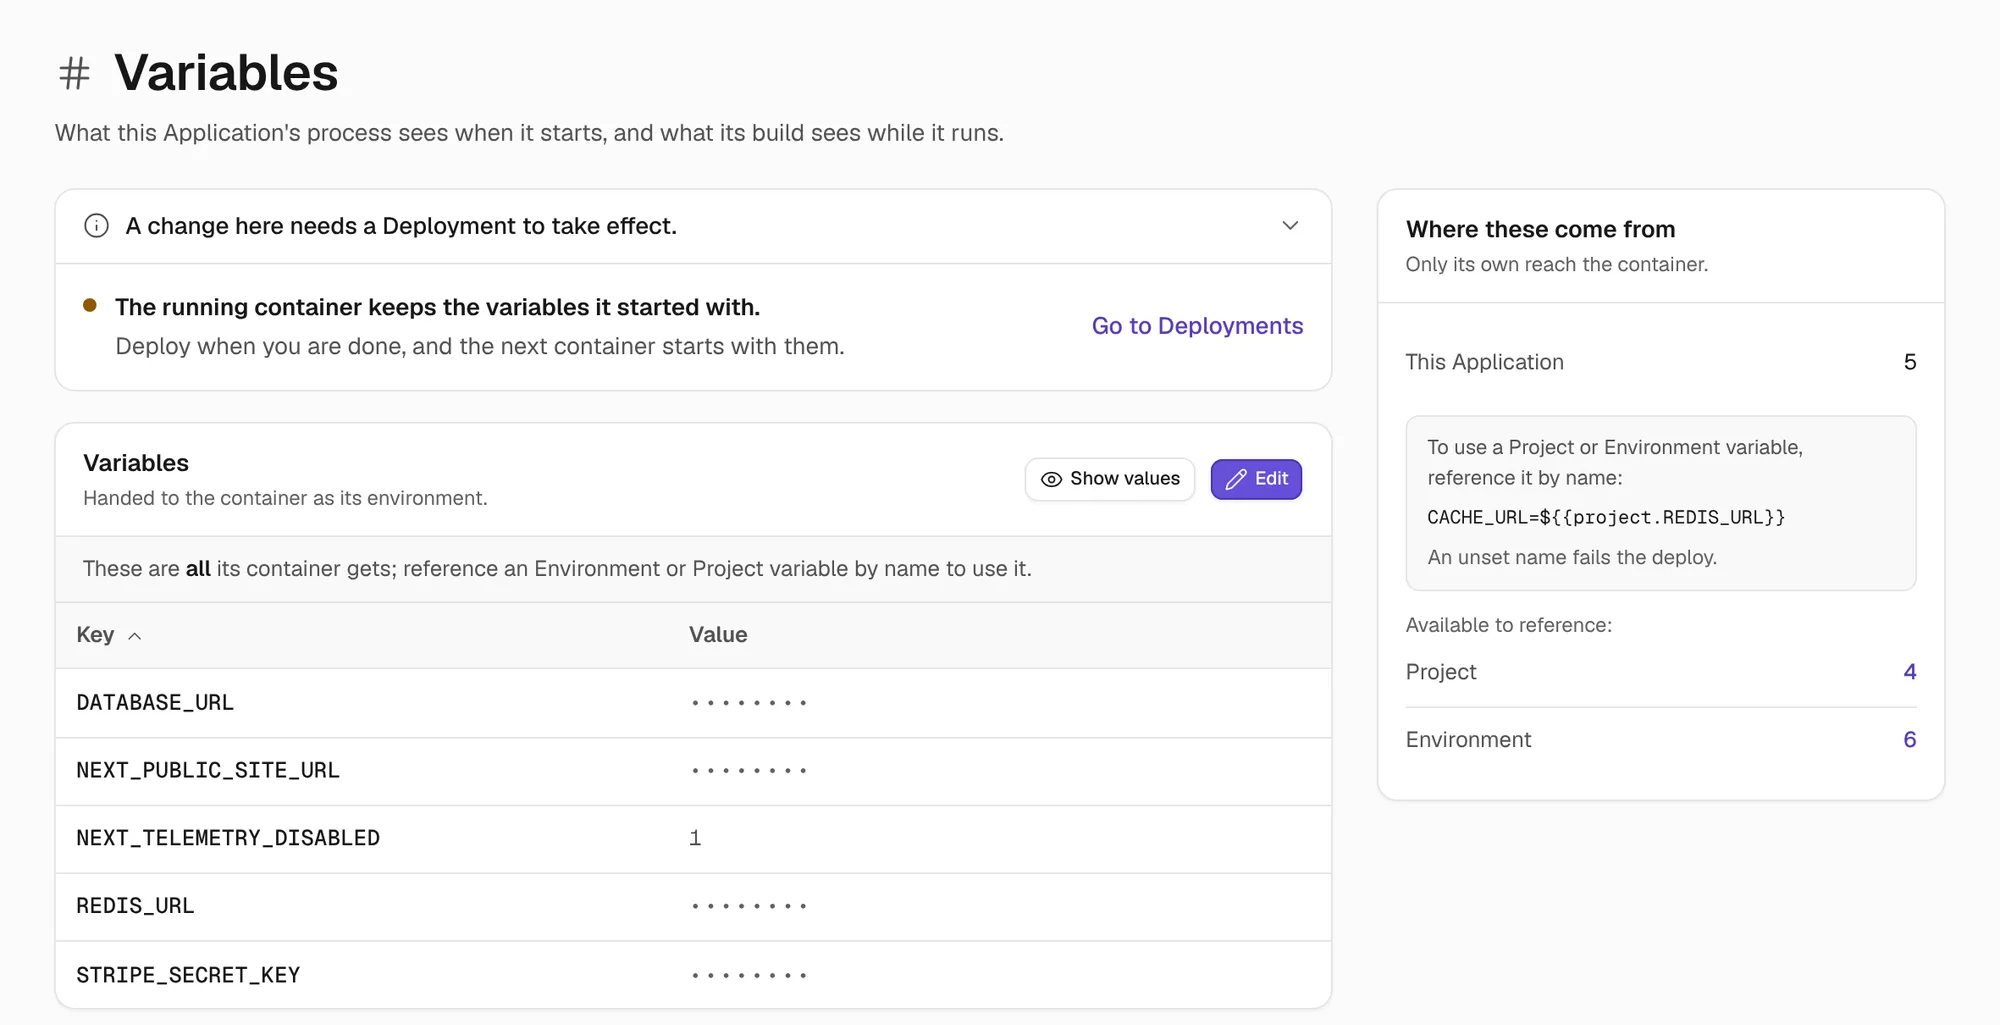 # Variables
What this Application's process sees when it starts, and what its build sees while it runs.
A change here needs a Deployment to take effect.
The running container keeps the variables it started with.
Deploy when you are done, and the next container starts with them.
Go to Deployments
Variables
Handed to the container as its environment.
Show values
Edit
These are all its container gets; reference an Environment or Project variable by name to use it.
Key
Value
DATABASE_URL
••••••••
NEXT_PUBLIC_SITE_URL
••••••••
NEXT_TELEMETRY_DISABLED
1
REDIS_URL
••••••••
STRIPE_SECRET_KEY
••••••••
Where these come from
Only its own reach the container.
This Application
5
To use a Project or Environment variable,
reference it by name:
CACHE_URL=${{project.REDIS_URL}}
An unset name fails the deploy.
Available to reference:
Project
4
Environment
6